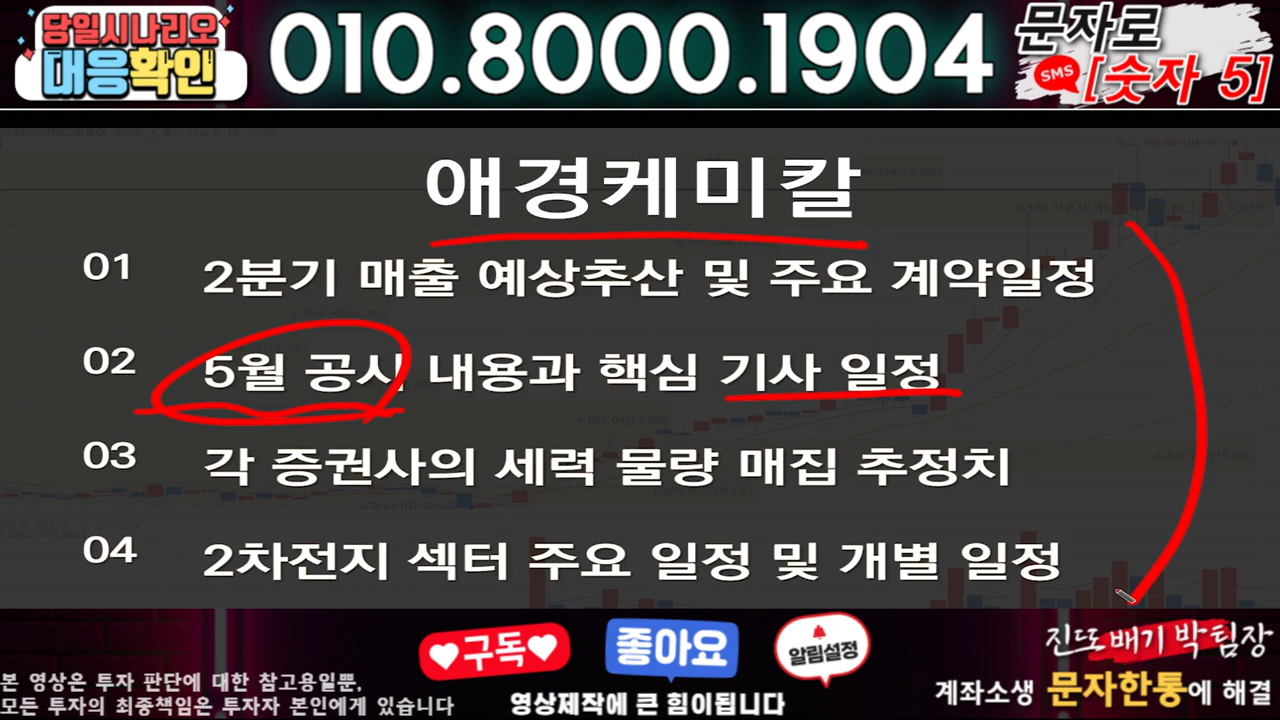 당일시나리오
대응확인
010.8000.1904
문자로
SMS
[숫자 5]
애경케미칼
01 2분기 매출 예상추산 및 주요 계약일정
02 5월 공시 내용과 핵심 기사 일정
03 각 증권사의 세력 물량 매집 추정치
04 2차전지 섹터 주요 일정 및 개별 일정
구독
좋아요
알림설정
진또배기 박팀장
본 영상은 투자 판단에 대한 참고용일뿐,
모든 투자의 최종책임은 투자자 본인에게 있습니다
영상제작에 큰 힘이됩니다
계좌소생 문자한통에 해결